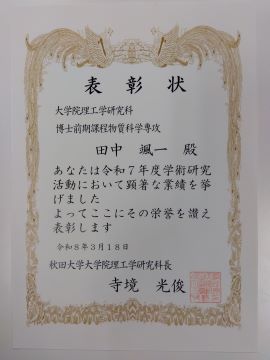 表彰状
大学院理工学研究科
博士前期課程物質科学専攻
田中 颯一 殿
あなたは令和7年度学術研究
活動において顕著な業績を挙
げました
よってここにその栄誉を讃え
表彰します
令和8年3月18日
秋田大学大学院理工学研究科長
寺境 光俊